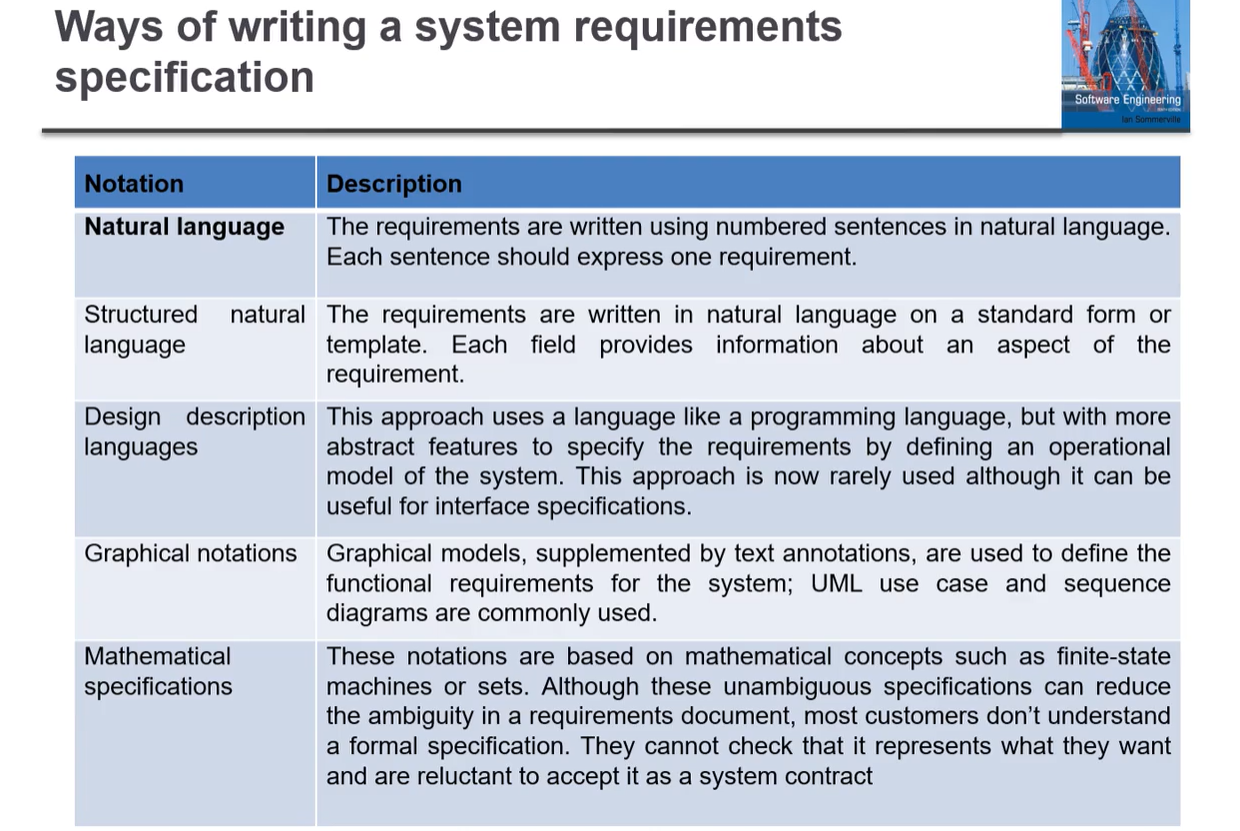 Ways of writing a system requirements
specification
Software Engineering
Ian Sommerville
Notation
Description
Natural language
The requirements are written using numbered sentences in natural language.
Each sentence should express one requirement.
Structured natural
language
The requirements are written in natural language on a standard form or
template. Each field provides information about an aspect of the
requirement.
Design description
languages
This approach uses a language like a programming language, but with more
abstract features to specify the requirements by defining an operational
model of the system. This approach is now rarely used although it can be
useful for interface specifications.
Graphical notations
Graphical models, supplemented by text annotations, are used to define the
functional requirements for the system; UML use case and sequence
diagrams are commonly used.
Mathematical
specifications
These notations are based on mathematical concepts such as finite-state
machines or sets. Although these unambiguous specifications can reduce
the ambiguity in a requirements document, most customers don’t understand
a formal specification. They cannot check that it represents what they want
and are reluctant to accept it as a system contract